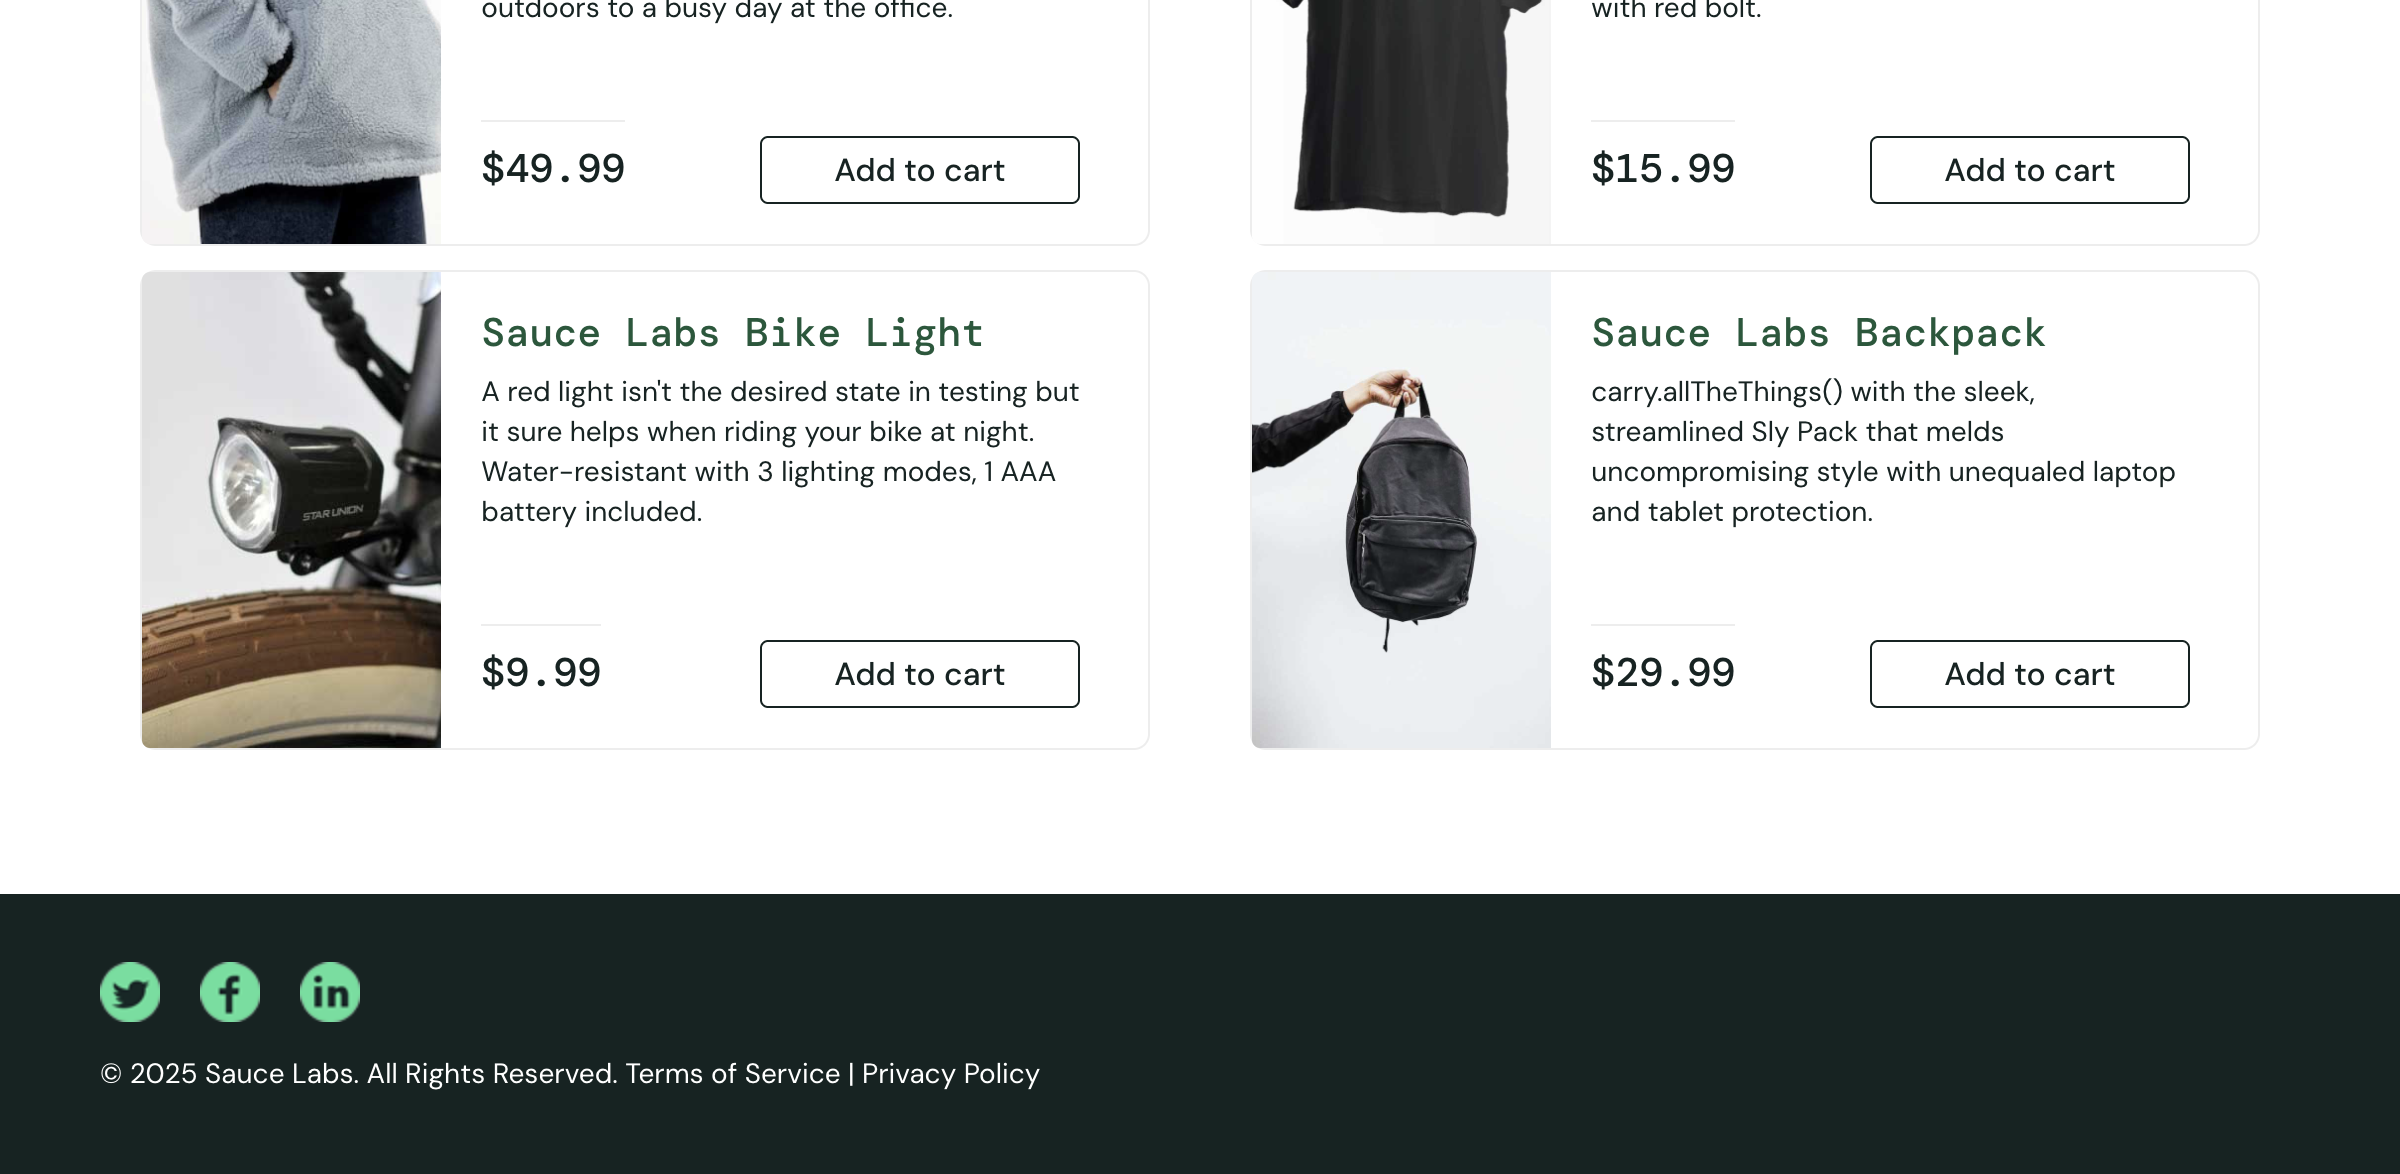 outdoors to a busy day at the office.
with red bolt.
$49.99
Add to cart
$15.99
Add to cart
Sauce Labs Bike Light
A red light isn't the desired state in testing but
it sure helps when riding your bike at night.
Water-resistant with 3 lighting modes, 1 AAA
battery included.
$9.99
Add to cart
STAR UNION
Sauce Labs Backpack
carry.allTheThings() with the sleek,
streamlined Sly Pack that melds
uncompromising style with unequaled laptop
and tablet protection.
$29.99
Add to cart
© 2025 Sauce Labs. All Rights Reserved. Terms of Service | Privacy Policy